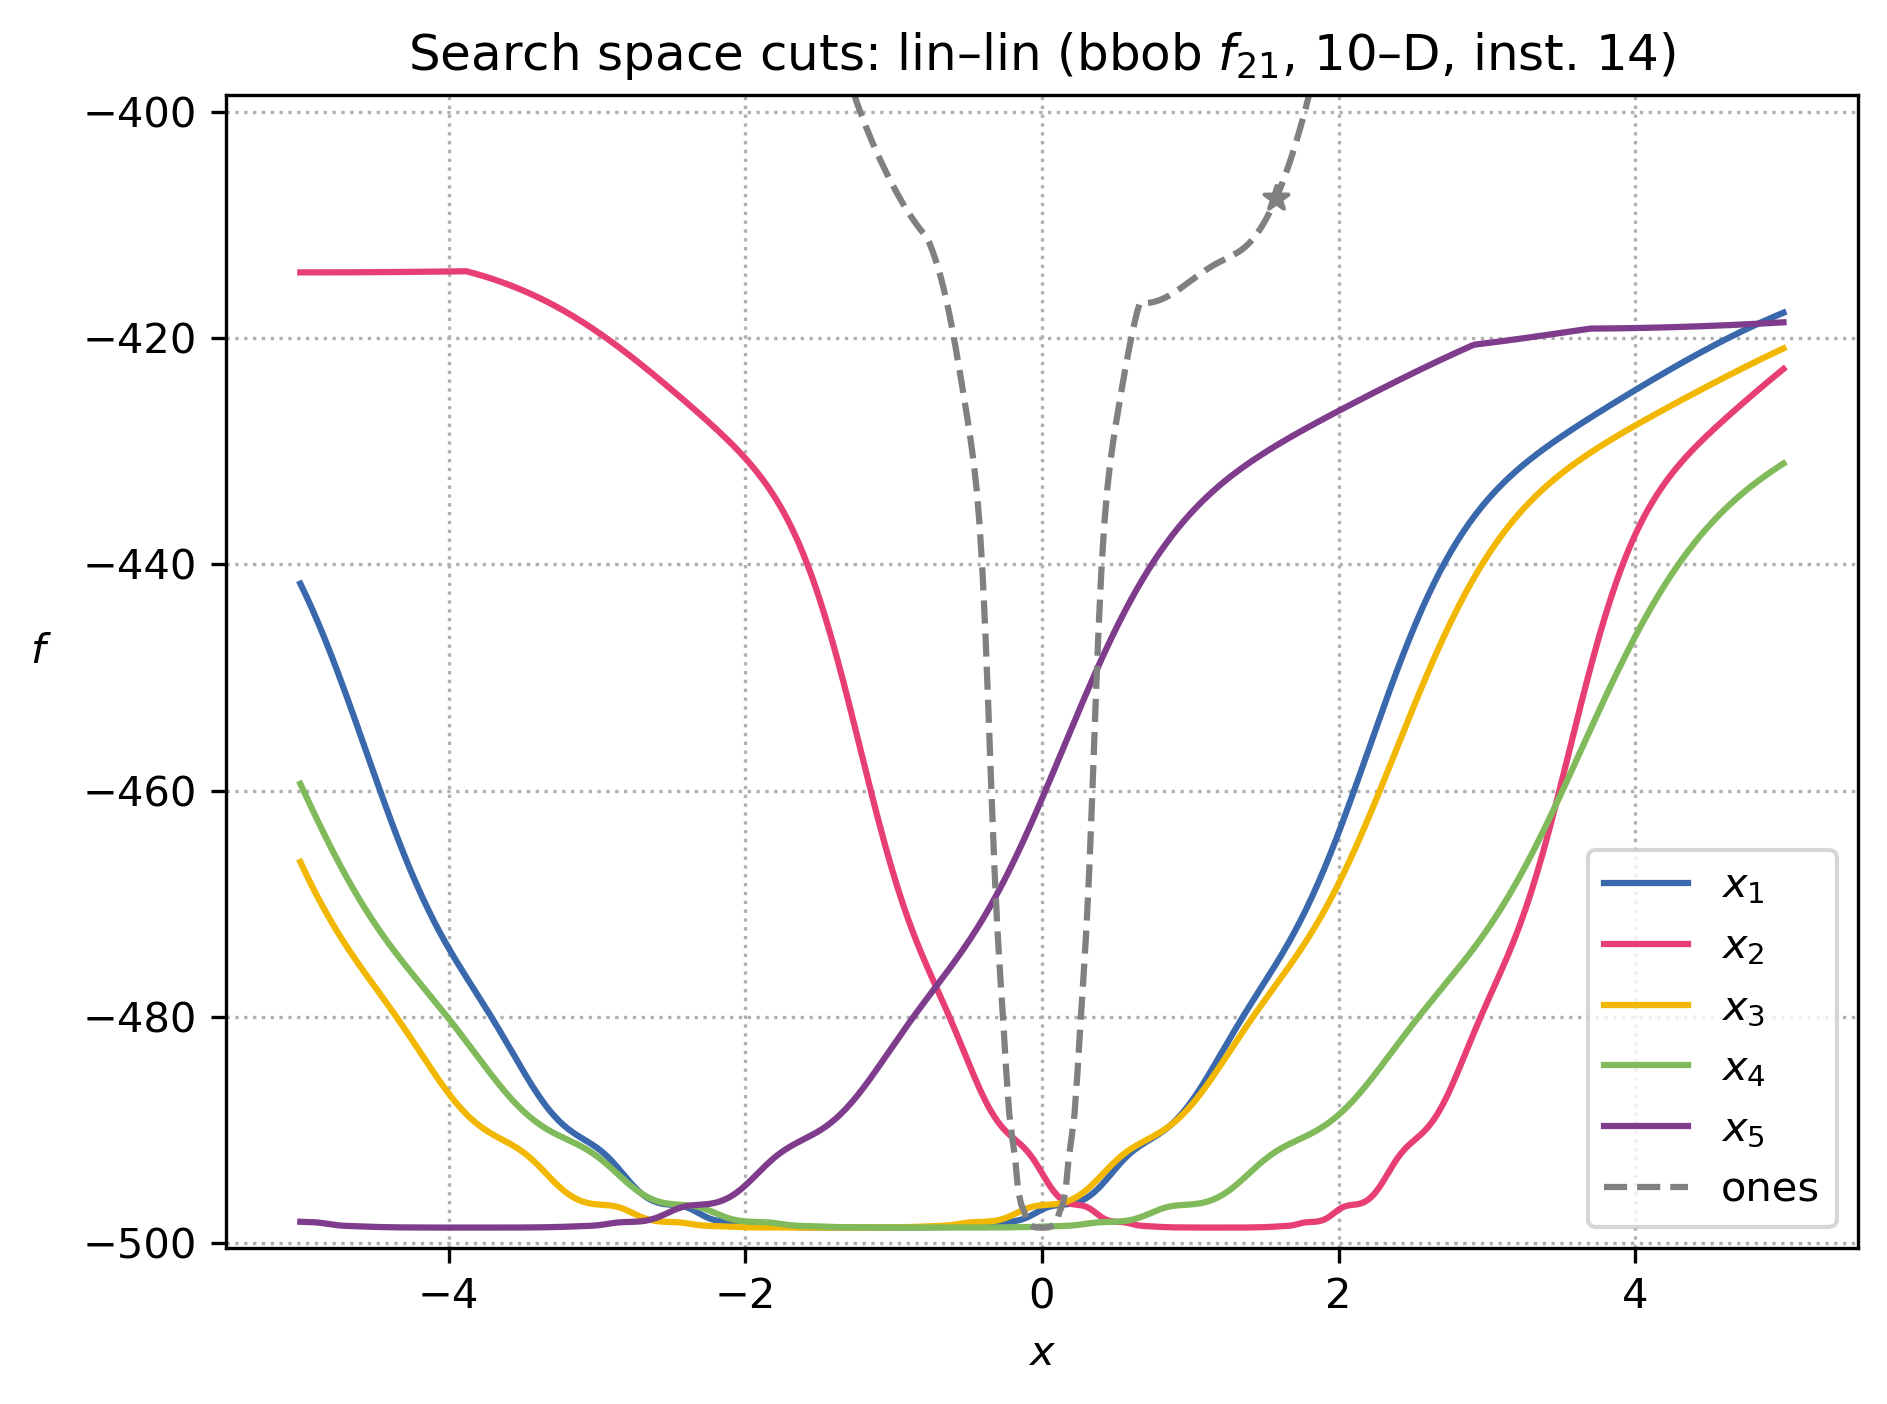 Search space cuts: lin–lin (bbob f₂₁, 10–D, inst. 14)
−400
−420
−440
−460
−480
−500
f
−4
−2
0
2
4
x
x₁
x₂
x₃
x₄
x₅
ones